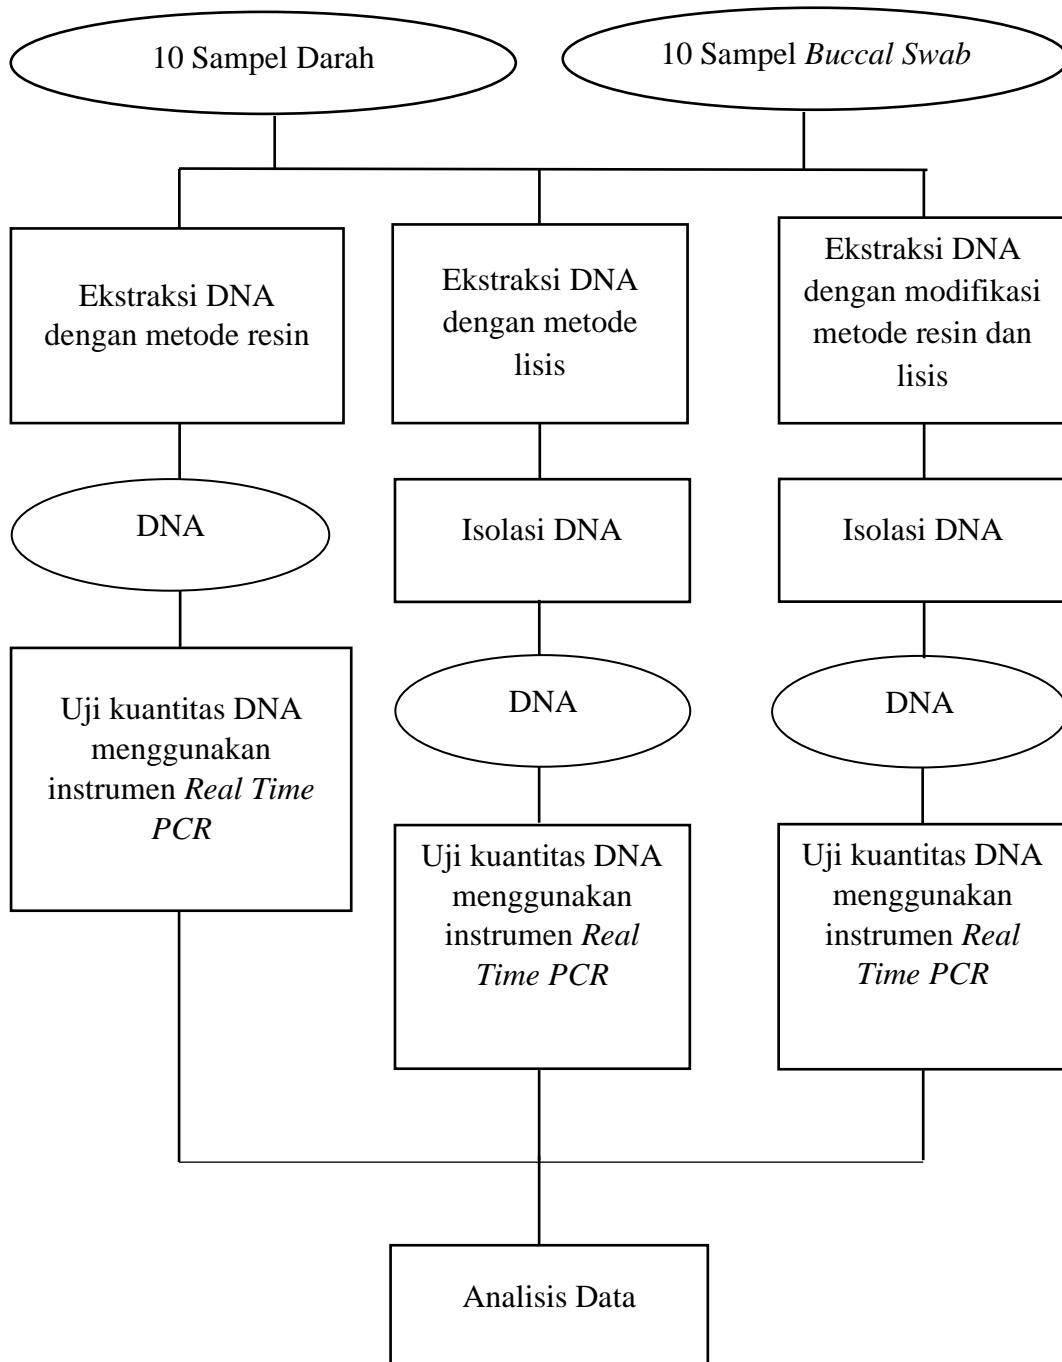 10 Sampel Darah
10 Sampel Buccal Swab
Ekstraksi DNA
dengan metode resin
Ekstraksi DNA
dengan metode
lisis
Ekstraksi DNA
dengan modifikasi
metode resin dan
lisis
DNA
Isolasi DNA
Isolasi DNA
Uji kuantitas DNA
menggunakan
instrumen Real Time
PCR
DNA
DNA
Uji kuantitas DNA
menggunakan
instrumen Real
Time PCR
Uji kuantitas DNA
menggunakan
instrumen Real
Time PCR
Analisis Data